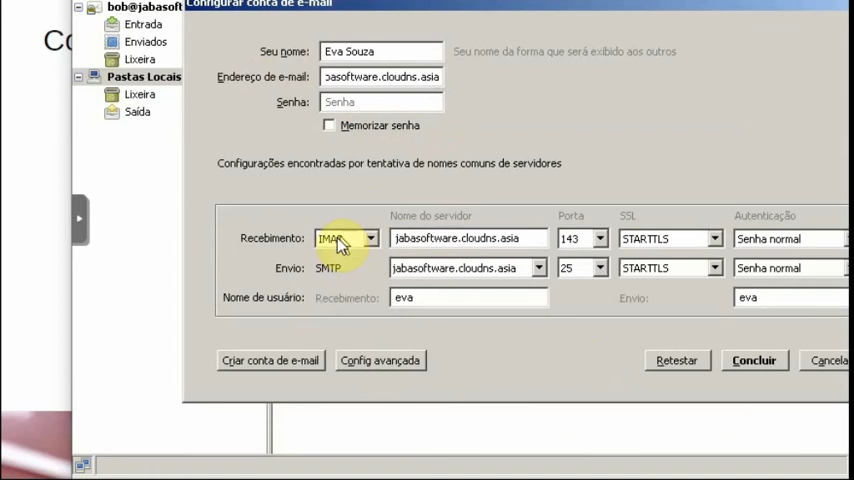 Configurar conta de e-mail
bob@jabasoft
Entrada
Enviados
Lixeira
Pastas Locais
Lixeira
Saída
Seu nome: Eva Souza Seu nome da forma que será exibido aos outros
Endereço de e-mail: basoftware.cloudns.asia
Senha: Senha
Memorizar senha
Configurações encontradas por tentativa de nomes comuns de servidores
Nome do servidor Porta SSL Autenticação
Recebimento: IMAP jabasoftware.cloudns.asia 143 STARTTLS Senha normal
Envio: SMTP jabasoftware.cloudns.asia 25 STARTTLS Senha normal
Nome de usuário: Recebimento: eva Envio: eva
Criar conta de e-mail Config avançada Retestar Concluir Cancela